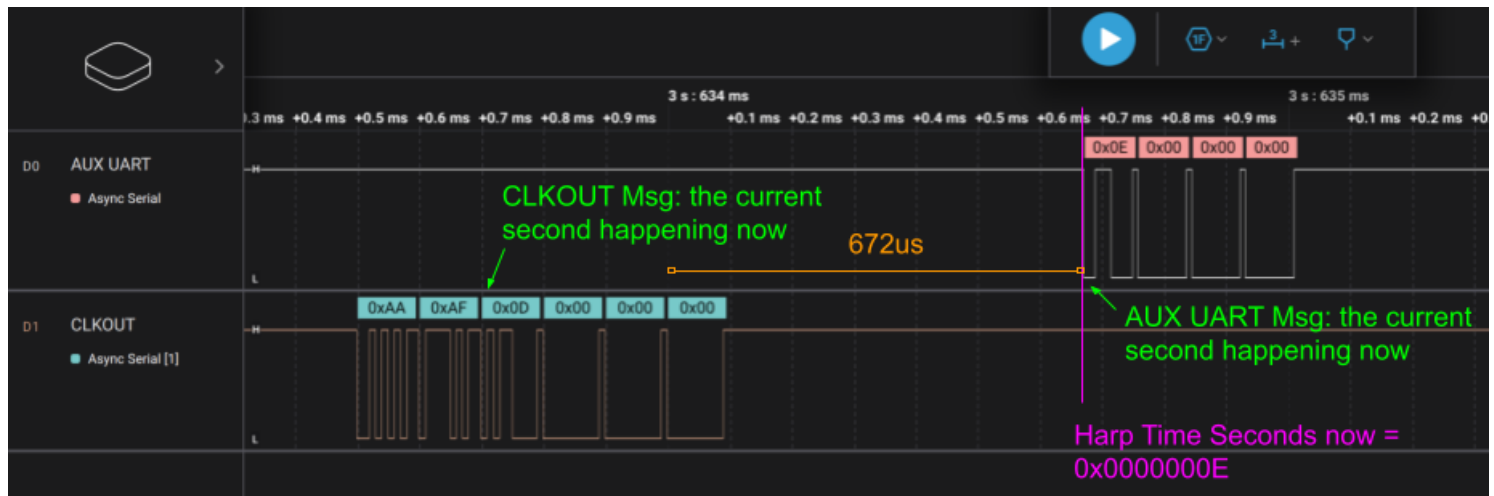 1F
3
+
3 s : 634 ms
3 s : 635 ms
+0.4 ms +0.5 ms +0.6 ms +0.7 ms +0.8 ms +0.9 ms +0.1 ms +0.2 ms +0.3 ms +0.4 ms +0.5 ms +0.6 ms +0.7 ms +0.8 ms +0.9 ms +0.1 ms +0.2 ms
D0 AUX UART
Async Serial
H
L
0x0E 0x00 0x00 0x00
CLKOUT Msg: the current
second happening now
672us
AUX UART Msg: the current
second happening now
D1 CLKOUT
Async Serial [1]
H
L
0xAA 0xAF 0x0D 0x00 0x00 0x00
Harp Time Seconds now =
0x0000000E